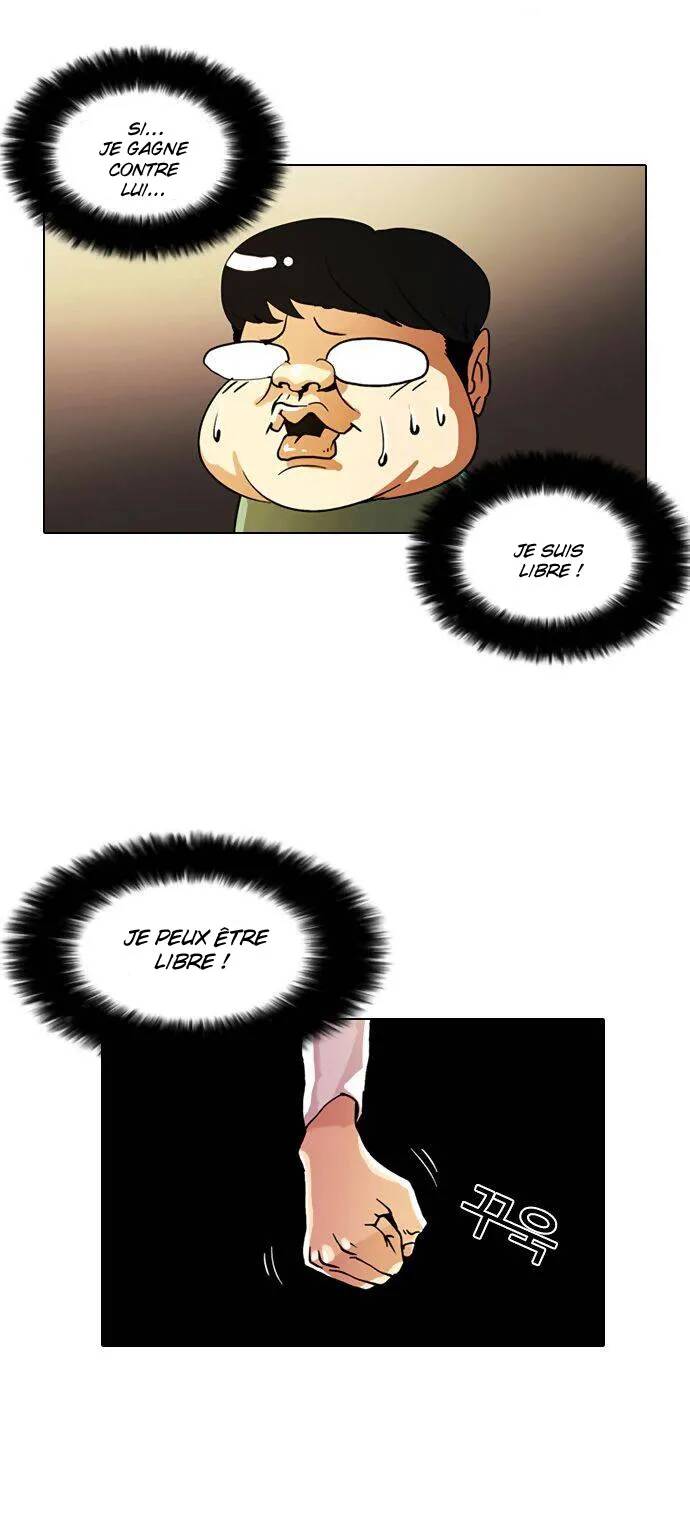 SI...
JE GAGNE
CONTRE
LUI...
JE SUIS
LIBRE !
JE PEUX ÊTRE
LIBRE !
꾸욱